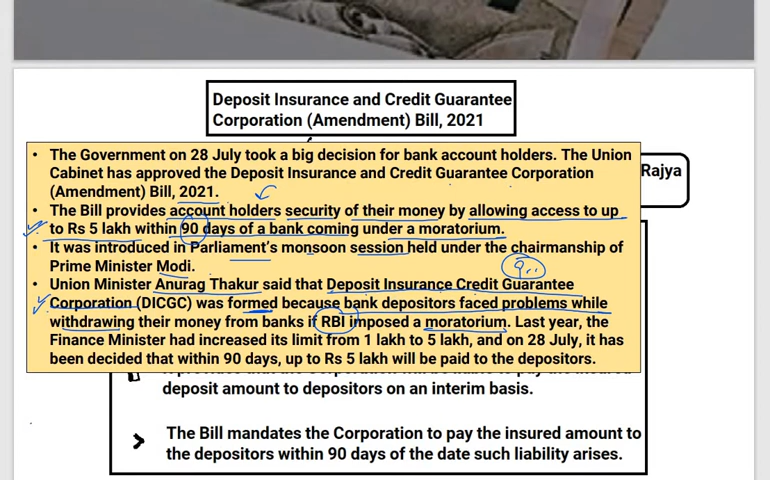 Deposit Insurance and Credit Guarantee
Corporation (Amendment) Bill, 2021
• The Government on 28 July took a big decision for bank account holders. The Union
Cabinet has approved the Deposit Insurance and Credit Guarantee Corporation
(Amendment) Bill, 2021.
Rajya
• The Bill provides account holders security of their money by allowing access to up
to Rs 5 lakh within 90 days of a bank coming under a moratorium.
• It was introduced in Parliament's monsoon session held under the chairmanship of
Prime Minister Modi.
• Union Minister Anurag Thakur said that Deposit Insurance Credit Guarantee
Corporation (DICGC) was formed because bank depositors faced problems while
withdrawing their money from banks if RBI imposed a moratorium. Last year, the
Finance Minister had increased its limit from 1 lakh to 5 lakh, and on 28 July, it has
been decided that within 90 days, up to Rs 5 lakh will be paid to the depositors.
deposit amount to depositors on an interim basis.
The Bill mandates the Corporation to pay the insured amount to
the depositors within 90 days of the date such liability arises.